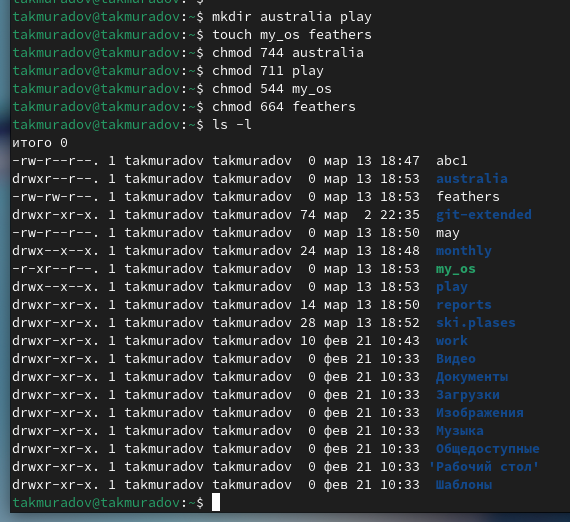 takmuradov@takmuradov:~$ mkdir australia play
takmuradov@takmuradov:~$ touch my_os feathers
takmuradov@takmuradov:~$ chmod 744 australia
takmuradov@takmuradov:~$ chmod 711 play
takmuradov@takmuradov:~$ chmod 544 my_os
takmuradov@takmuradov:~$ chmod 664 feathers
takmuradov@takmuradov:~$ ls -l
итого 0
-rw-r--r--. 1 takmuradov takmuradov  0 мар 13 18:47  abc1
drwxr--r--. 1 takmuradov takmuradov  0 мар 13 18:53  australia
-rw-rw-r--. 1 takmuradov takmuradov  0 мар 13 18:53  feathers
drwxr-xr-x. 1 takmuradov takmuradov 74 мар  2 22:35  git-extended
-rw-r--r--. 1 takmuradov takmuradov  0 мар 13 18:50  may
drwx--x--x. 1 takmuradov takmuradov 24 мар 13 18:48  monthly
-r-xr--r--. 1 takmuradov takmuradov  0 мар 13 18:53  my_os
drwx--x--x. 1 takmuradov takmuradov  0 мар 13 18:53  play
drwxr-xr-x. 1 takmuradov takmuradov 14 мар 13 18:50  reports
drwxr-xr-x. 1 takmuradov takmuradov 28 мар 13 18:52  ski.plases
drwxr-xr-x. 1 takmuradov takmuradov 10 фев 21 10:43  work
drwxr-xr-x. 1 takmuradov takmuradov  0 фев 21 10:33  Видео
drwxr-xr-x. 1 takmuradov takmuradov  0 фев 21 10:33  Документы
drwxr-xr-x. 1 takmuradov takmuradov  0 фев 21 10:33  Загрузки
drwxr-xr-x. 1 takmuradov takmuradov  0 фев 21 10:33  Изображения
drwxr-xr-x. 1 takmuradov takmuradov  0 фев 21 10:33  Музыка
drwxr-xr-x. 1 takmuradov takmuradov  0 фев 21 10:33  Общедоступные
drwxr-xr-x. 1 takmuradov takmuradov  0 фев 21 10:33 'Рабочий стол'
drwxr-xr-x. 1 takmuradov takmuradov  0 фев 21 10:33  Шаблоны
takmuradov@takmuradov:~$